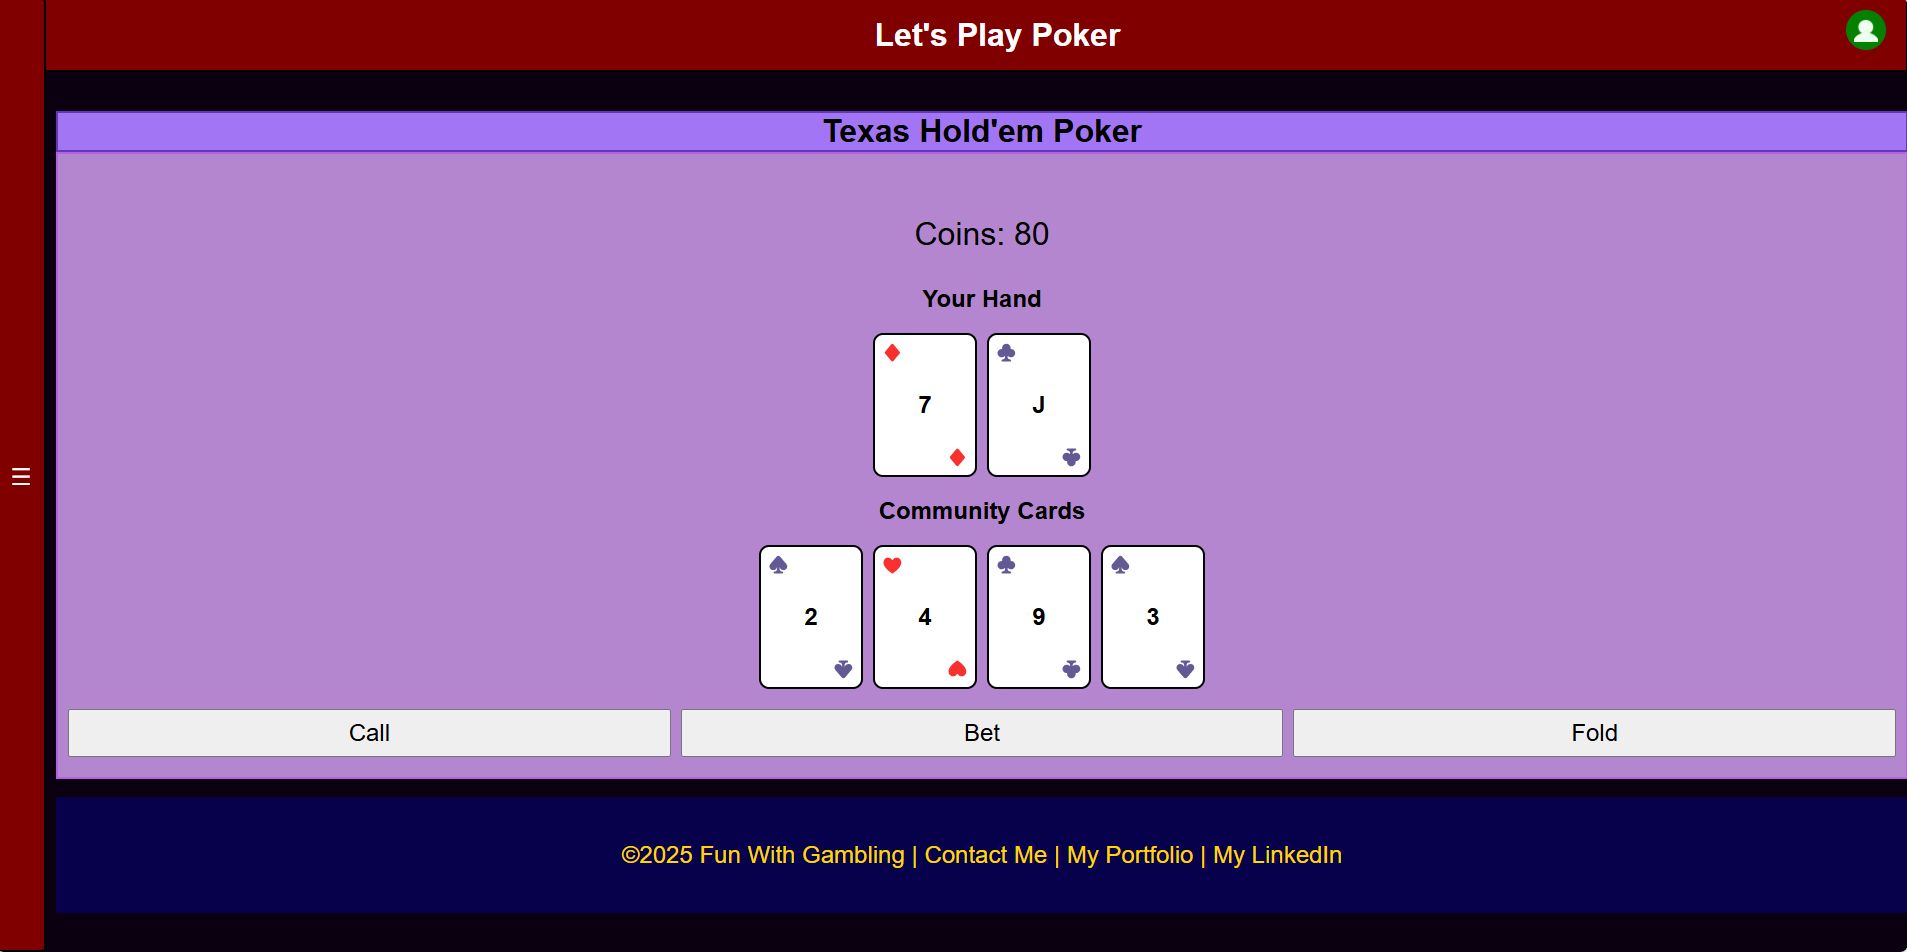 Let's Play Poker
Texas Hold'em Poker
Coins: 80
Your Hand
7 J
Community Cards
2 4 9 3
Call Bet Fold
©2025 Fun With Gambling | Contact Me | My Portfolio | My LinkedIn